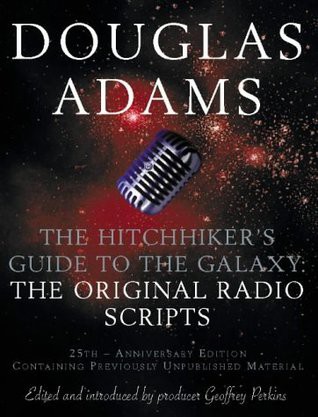 DOUGLAS
ADAMS
THE HITCHHIKER'S
GUIDE TO THE GALAXY:
THE ORIGINAL RADIO
SCRIPTS
25TH – ANNIVERSARY EDITION
CONTAINING PREVIOUSLY UNPUBLISHED MATERIAL
Edited and introduced by producer Geoffrey Perkins